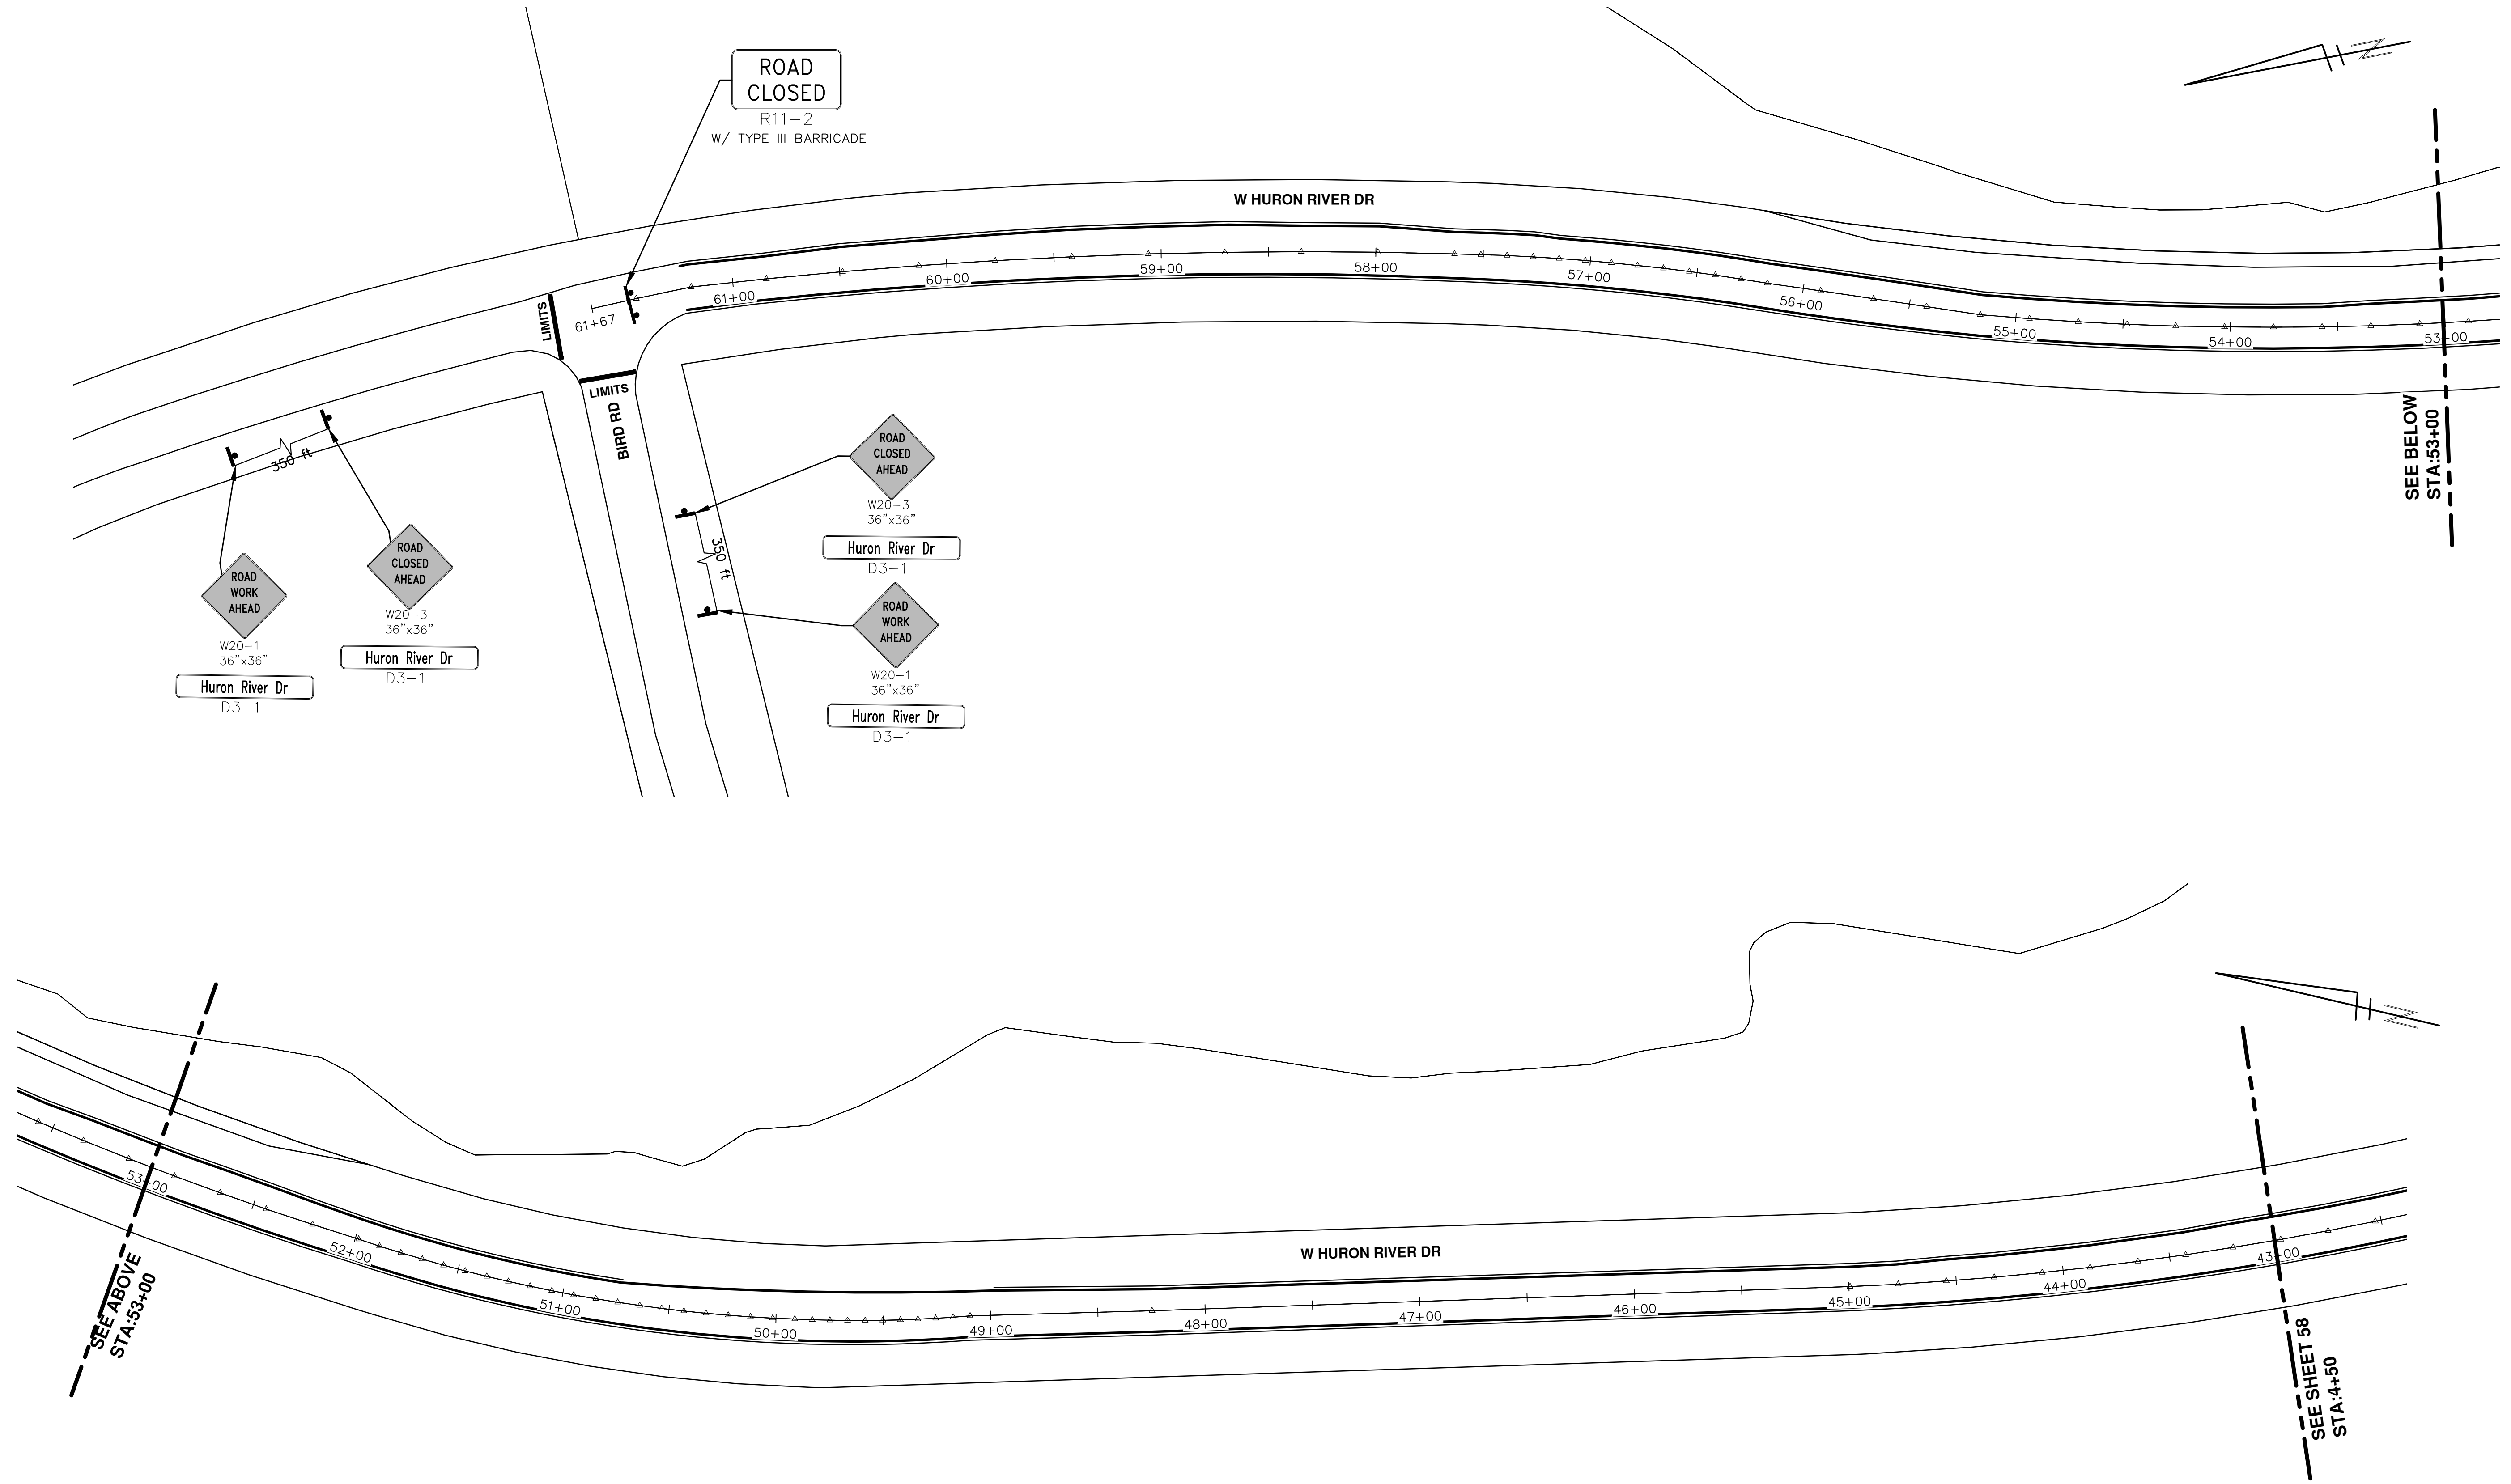 ROAD
CLOSED
R11-2
W/ TYPE III BARRICADE
N
W HURON RIVER DR
61+67
61+00
60+00
59+00
58+00
57+00
56+00
55+00
54+00
53+00
LIMITS
LIMITS
BIRD RD
SEE BELOW
STA:53+00
350 ft
350 ft
ROAD
WORK
AHEAD
W20-1
36"x36"
Huron River Dr
D3-1
ROAD
CLOSED
AHEAD
W20-3
36"x36"
Huron River Dr
D3-1
ROAD
CLOSED
AHEAD
W20-3
36"x36"
Huron River Dr
D3-1
ROAD
WORK
AHEAD
W20-1
36"x36"
Huron River Dr
D3-1
N
SEE ABOVE
STA:53+00
53+00
52+00
51+00
50+00
49+00
48+00
47+00
46+00
45+00
44+00
43+00
W HURON RIVER DR
SEE SHEET 58
STA:4+50